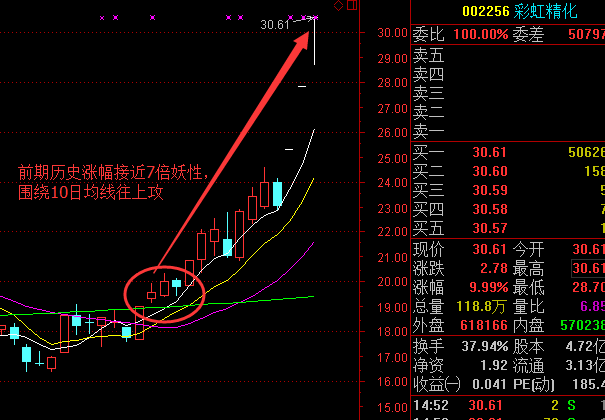 30.61
30.00
29.00
28.00
27.00
26.00
25.00
24.00
23.00
22.00
21.00
20.00
19.00
18.00
17.00
16.00
15.00
前期历史涨幅接近7倍妖性，
围绕10日均线往上攻
002256 彩虹精化
委比 100.00% 委差 50797
卖五
卖四
卖三
卖二
卖一
买一 30.61 50626
买二 30.60 158
买三 30.59 5
买四 30.58 7
买五 30.57 1
现价 30.61 今开 30.61
涨跌 2.78 最高 30.61
涨幅 9.99% 最低 28.70
总量 118.8万 量比 6.85
外盘 618166 内盘 570238
换手 37.94% 股本 4.72亿
净资 1.92 流通 3.13亿
收益(一) 0.041 PE(动) 185.4
14:52 30.61 2 S